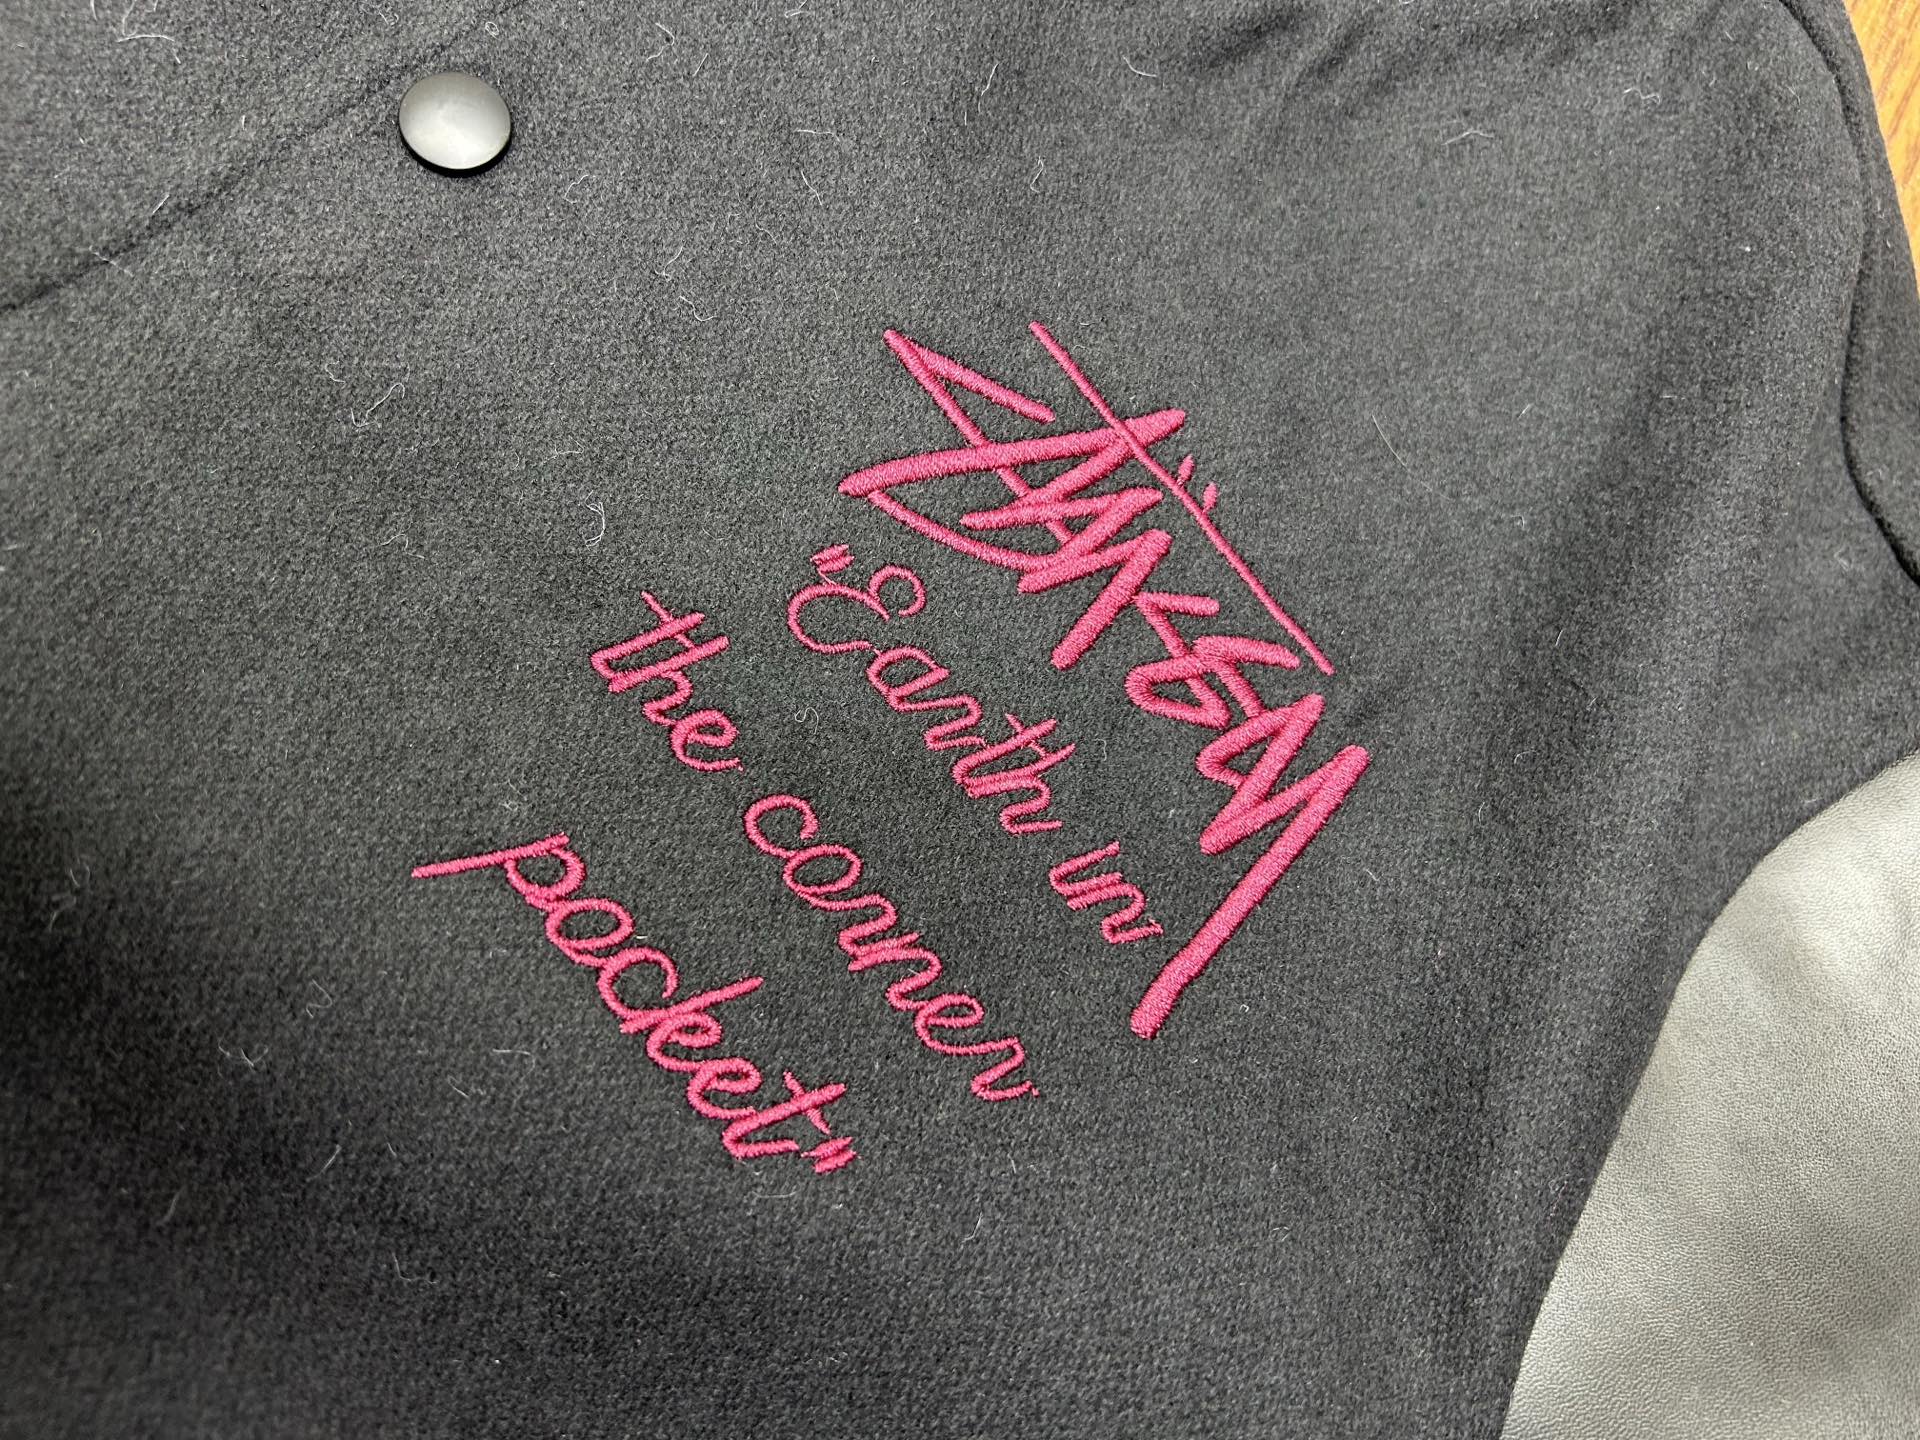 "Earth in
the corner
pocket"